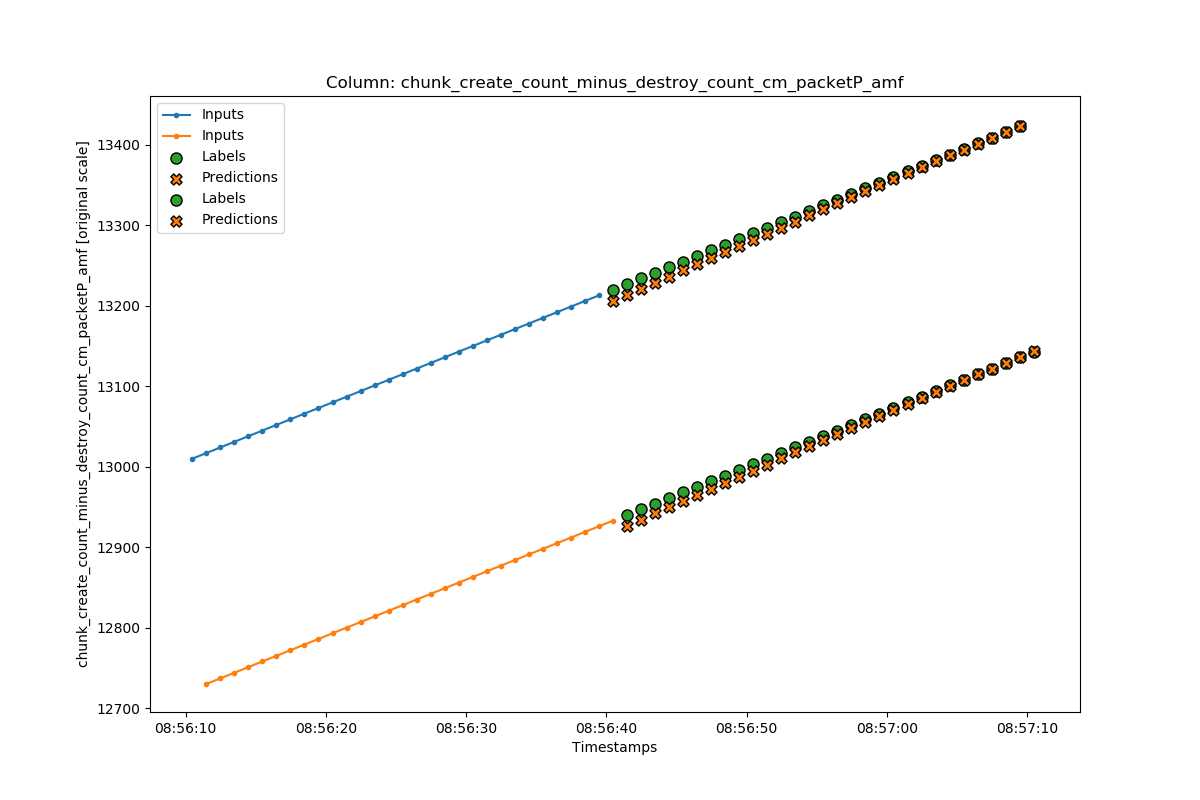 Column: chunk_create_count_minus_destroy_count_cm_packetP_amf
Inputs
Inputs
Labels
Predictions
Labels
Predictions
chunk_create_count_minus_destroy_count_cm_packetP_amf [original scale]
13400
13300
13200
13100
13000
12900
12800
12700
08:56:10
08:56:20
08:56:30
08:56:40
08:56:50
08:57:00
08:57:10
Timestamps